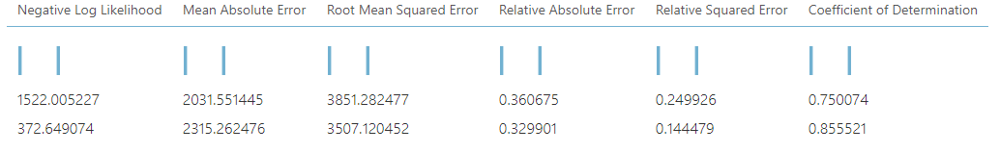 Negative Log Likelihood Mean Absolute Error Root Mean Squared Error Relative Absolute Error Relative Squared Error Coefficient of Determination
1522.005227 2031.551445 3851.282477 0.360675 0.249926 0.750074
372.649074 2315.262476 3507.120452 0.329901 0.144479 0.855521